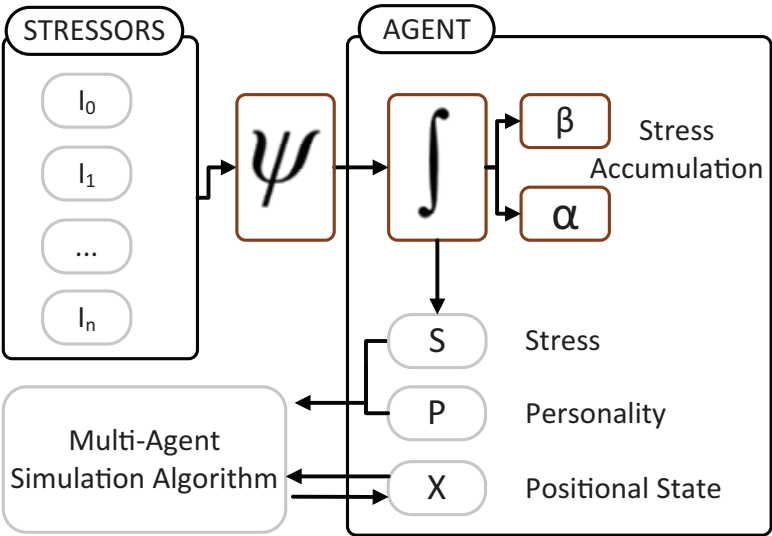 STRESSORS
I0
I1
...
In
ψ
AGENT
∫
β
α
Stress
Accumulation
S
Stress
P
Personality
X
Positional State
Multi-Agent
Simulation Algorithm